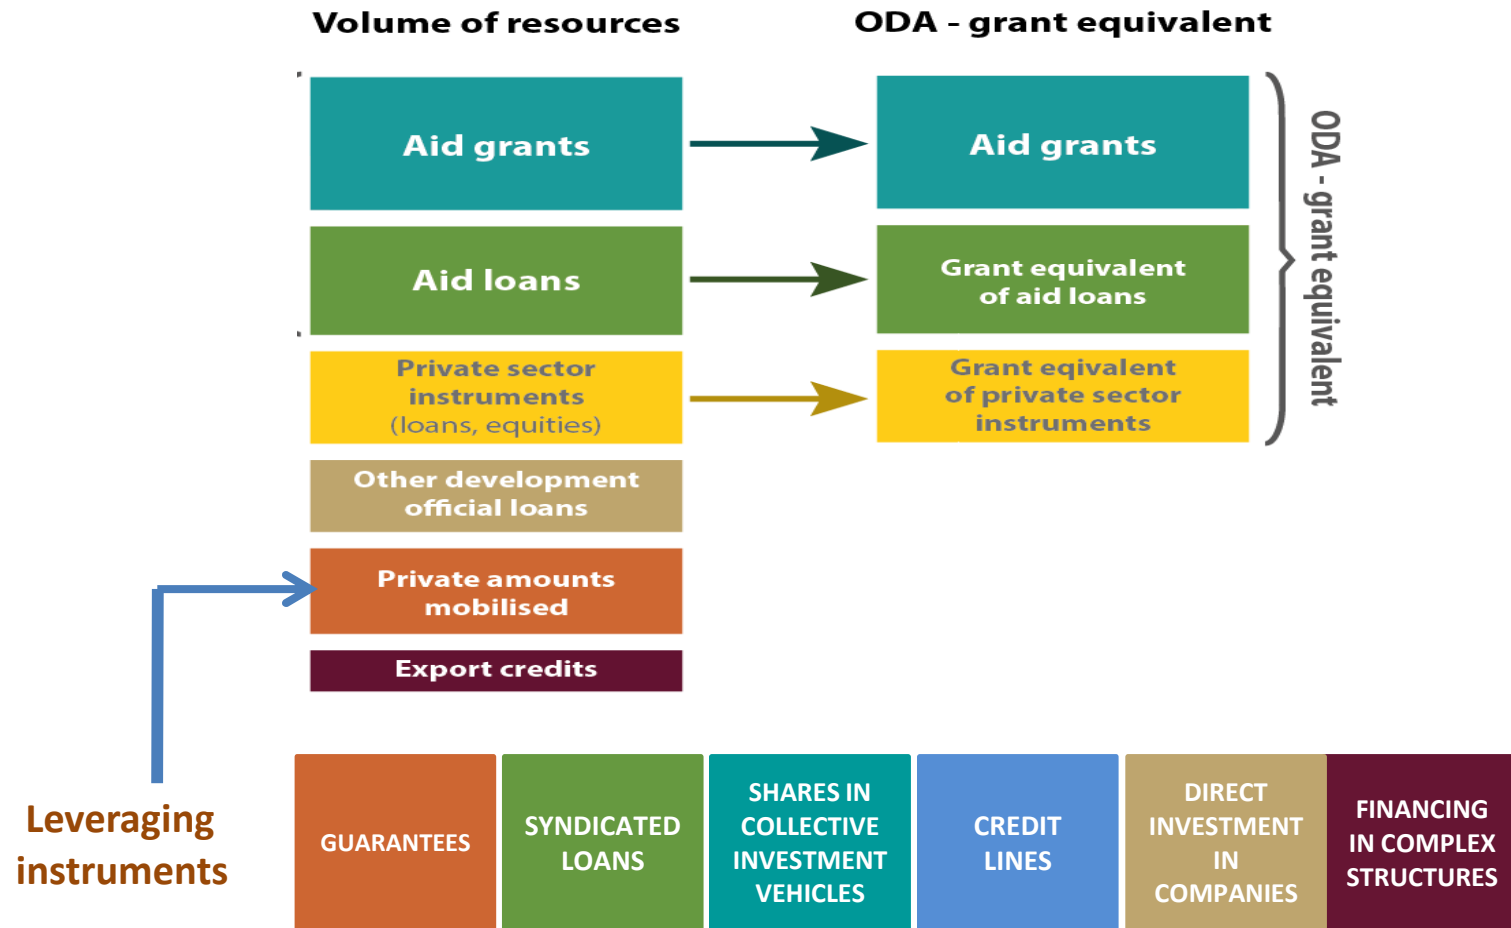 Volume of resources
ODA - grant equivalent
Aid grants
Aid grants
Aid loans
Grant equivalent
of aid loans
Private sector
instruments
(loans, equities)
Grant eqivalent
of private sector
instruments
ODA - grant equivalent
Other development
official loans
Private amounts
mobilised
Export credits
Leveraging
instruments
GUARANTEES
SYNDICATED
LOANS
SHARES IN
COLLECTIVE
INVESTMENT
VEHICLES
CREDIT
LINES
DIRECT
INVESTMENT
IN
COMPANIES
FINANCING
IN COMPLEX
STRUCTURES